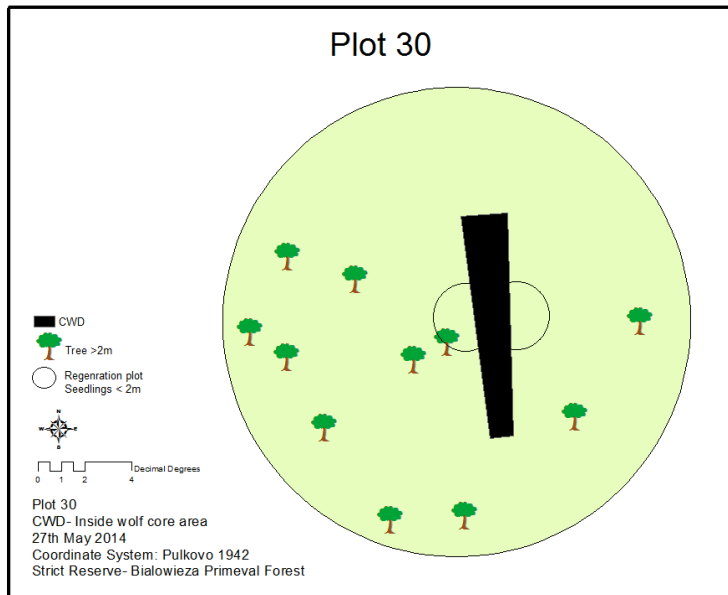 Plot 30
CWD
Tree >2m
Regenration plot
Seedlings < 2m
N
W E
S
Decimal Degrees
0 1 2 4
Plot 30
CWD- Inside wolf core area
27th May 2014
Coordinate System: Pulkovo 1942
Strict Reserve- Bialowieza Primeval Forest